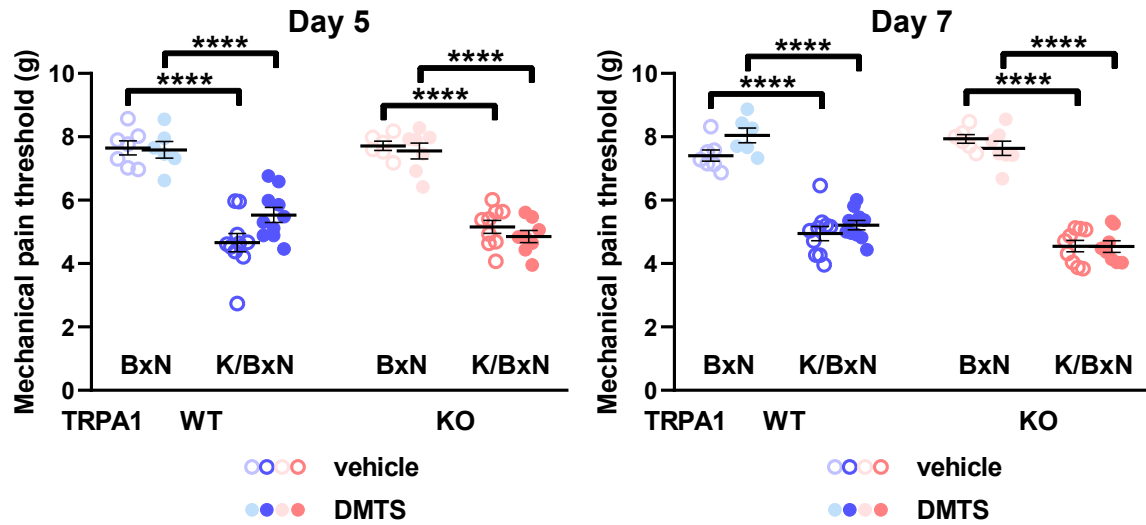 Day 5
Mechanical pain threshold (g)
10
8
6
4
2
0
****
****
****
****
BxN
K/BxN
BxN
K/BxN
TRPA1
WT
KO
vehicle
DMTS
Day 7
Mechanical pain threshold (g)
10
8
6
4
2
0
****
****
****
****
BxN
K/BxN
BxN
K/BxN
TRPA1
WT
KO
vehicle
DMTS